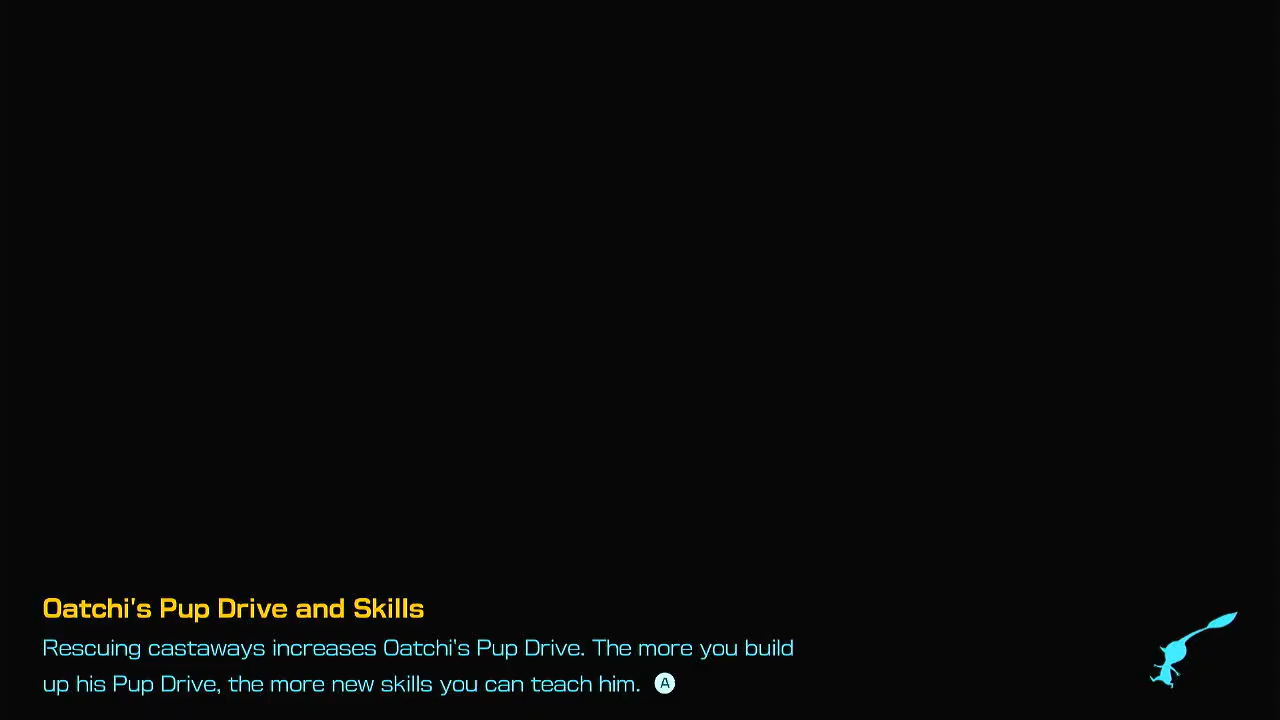 Oatchi's Pup Drive and Skills
Rescuing castaways increases Oatchi's Pup Drive. The more you build
up his Pup Drive, the more new skills you can teach him. A